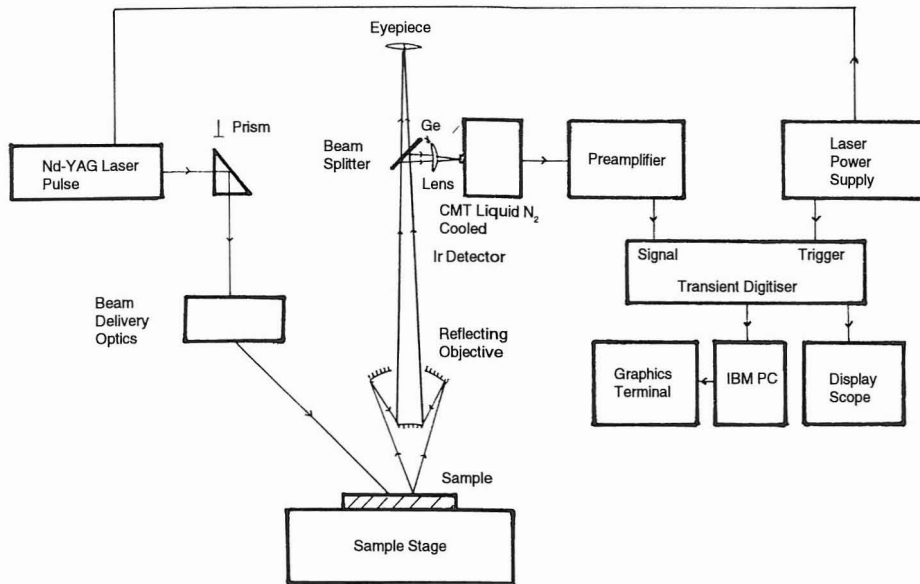 Eyepiece
Nd-YAG Laser
Pulse
Prism
Beam
Splitter
Ge
Lens
CMT Liquid N₂
Cooled
Ir Detector
Preamplifier
Laser
Power
Supply
Signal
Trigger
Transient Digitiser
Beam
Delivery
Optics
Reflecting
Objective
Graphics
Terminal
IBM PC
Display
Scope
Sample
Sample Stage